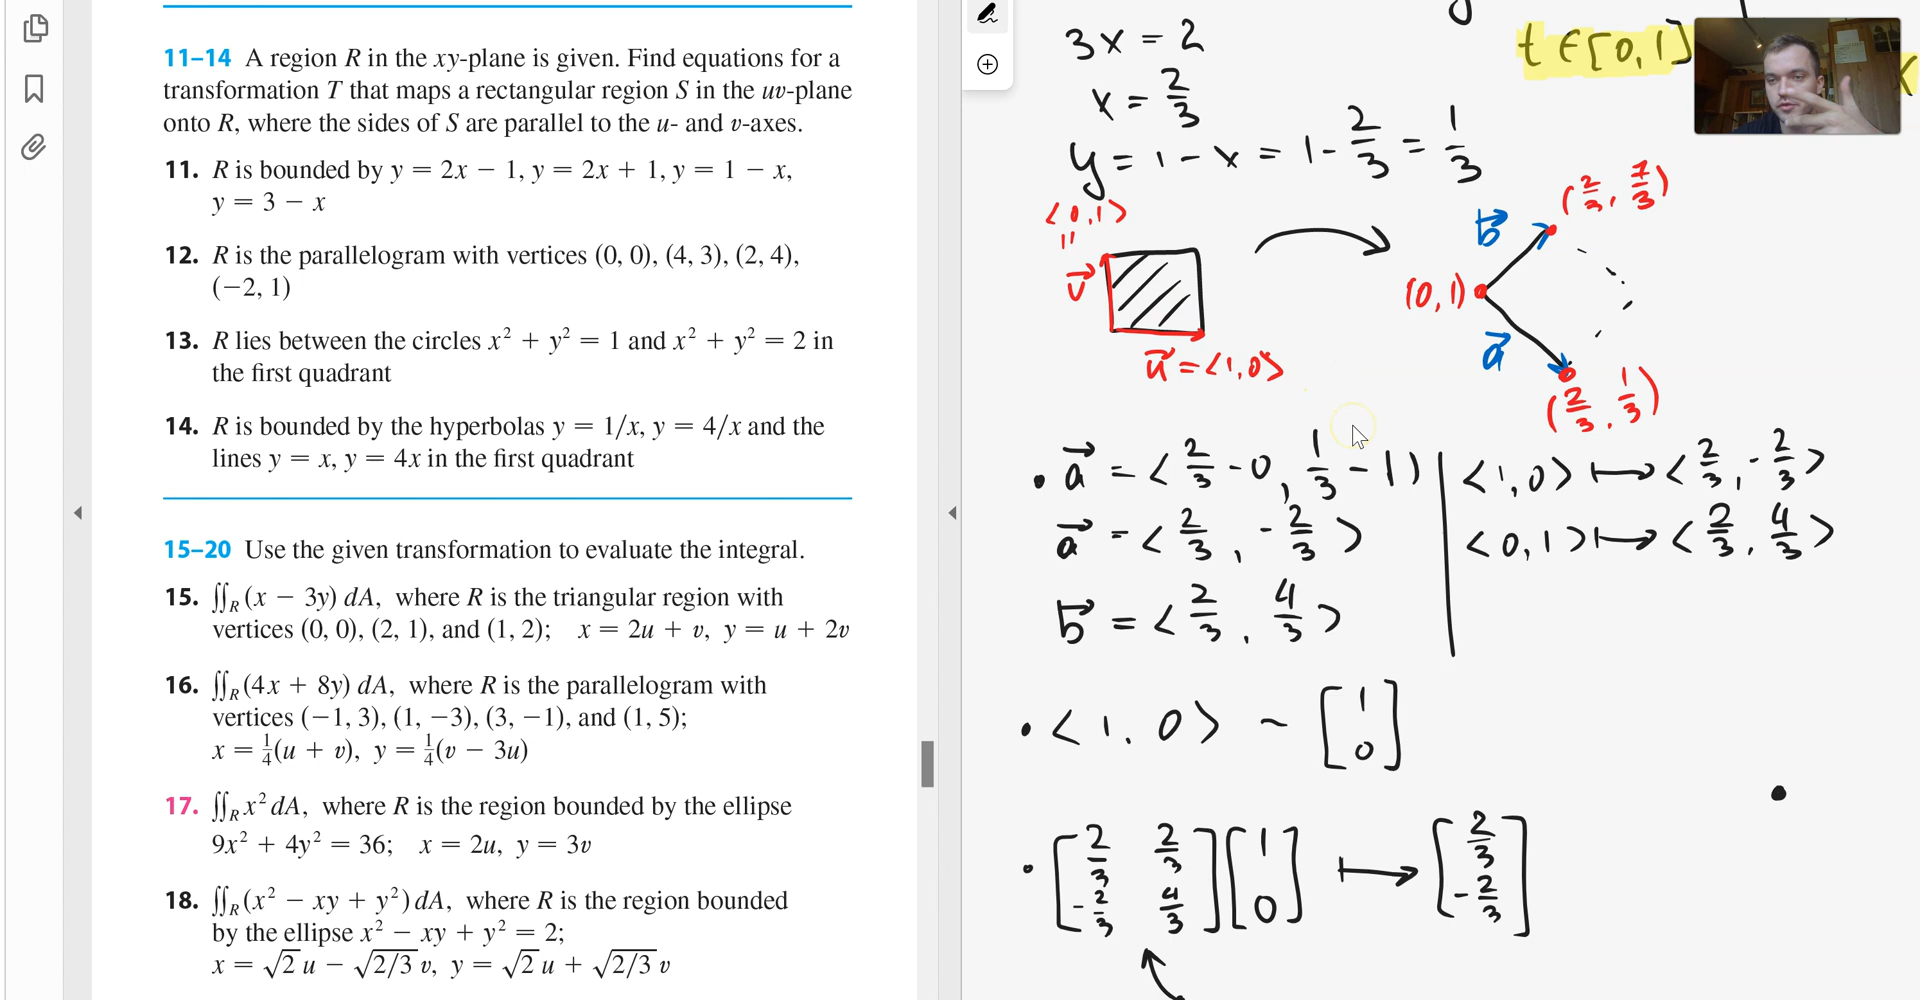 11–14 A region R in the xy-plane is given. Find equations for a
transformation T that maps a rectangular region S in the uv-plane
onto R, where the sides of S are parallel to the u- and v-axes.
11. R is bounded by y = 2x − 1, y = 2x + 1, y = 1 − x,
y = 3 − x
12. R is the parallelogram with vertices (0, 0), (4, 3), (2, 4),
(−2, 1)
13. R lies between the circles x² + y² = 1 and x² + y² = 2 in
the first quadrant
14. R is bounded by the hyperbolas y = 1/x, y = 4/x and the
lines y = x, y = 4x in the first quadrant
15–20 Use the given transformation to evaluate the integral.
15. ∬_R (x − 3y) dA, where R is the triangular region with
vertices (0, 0), (2, 1), and (1, 2); x = 2u + v, y = u + 2v
16. ∬_R (4x + 8y) dA, where R is the parallelogram with
vertices (−1, 3), (1, −3), (3, −1), and (1, 5);
x = ¼(u + v), y = ¼(v − 3u)
17. ∬_R x² dA, where R is the region bounded by the ellipse
9x² + 4y² = 36; x = 2u, y = 3v
18. ∬_R (x² − xy + y²) dA, where R is the region bounded
by the ellipse x² − xy + y² = 2;
x = √2 u − √(2/3) v, y = √2 u + √(2/3) v
3x = 2
t ∈ [0, 1]
x = 2/3
y = 1 − x = 1 − 2/3 = 1/3
<0, 1>
=
v⃗
u⃗ = <1, 0>
(2/3, 7/3)
b⃗
(0, 1)
a⃗
(2/3, 1/3)
• a⃗ = <2/3 − 0, 1/3 − 1)
a⃗ = <2/3, −2/3>
b⃗ = <2/3, 4/3>
<1, 0> ↦ <2/3, −2/3>
<0, 1> ↦ <2/3, 4/3>
• <1, 0> ~ [1 0]
• [2/3 2/3 −2/3 4/3] [1 0] ↦ [2/3 −2/3]